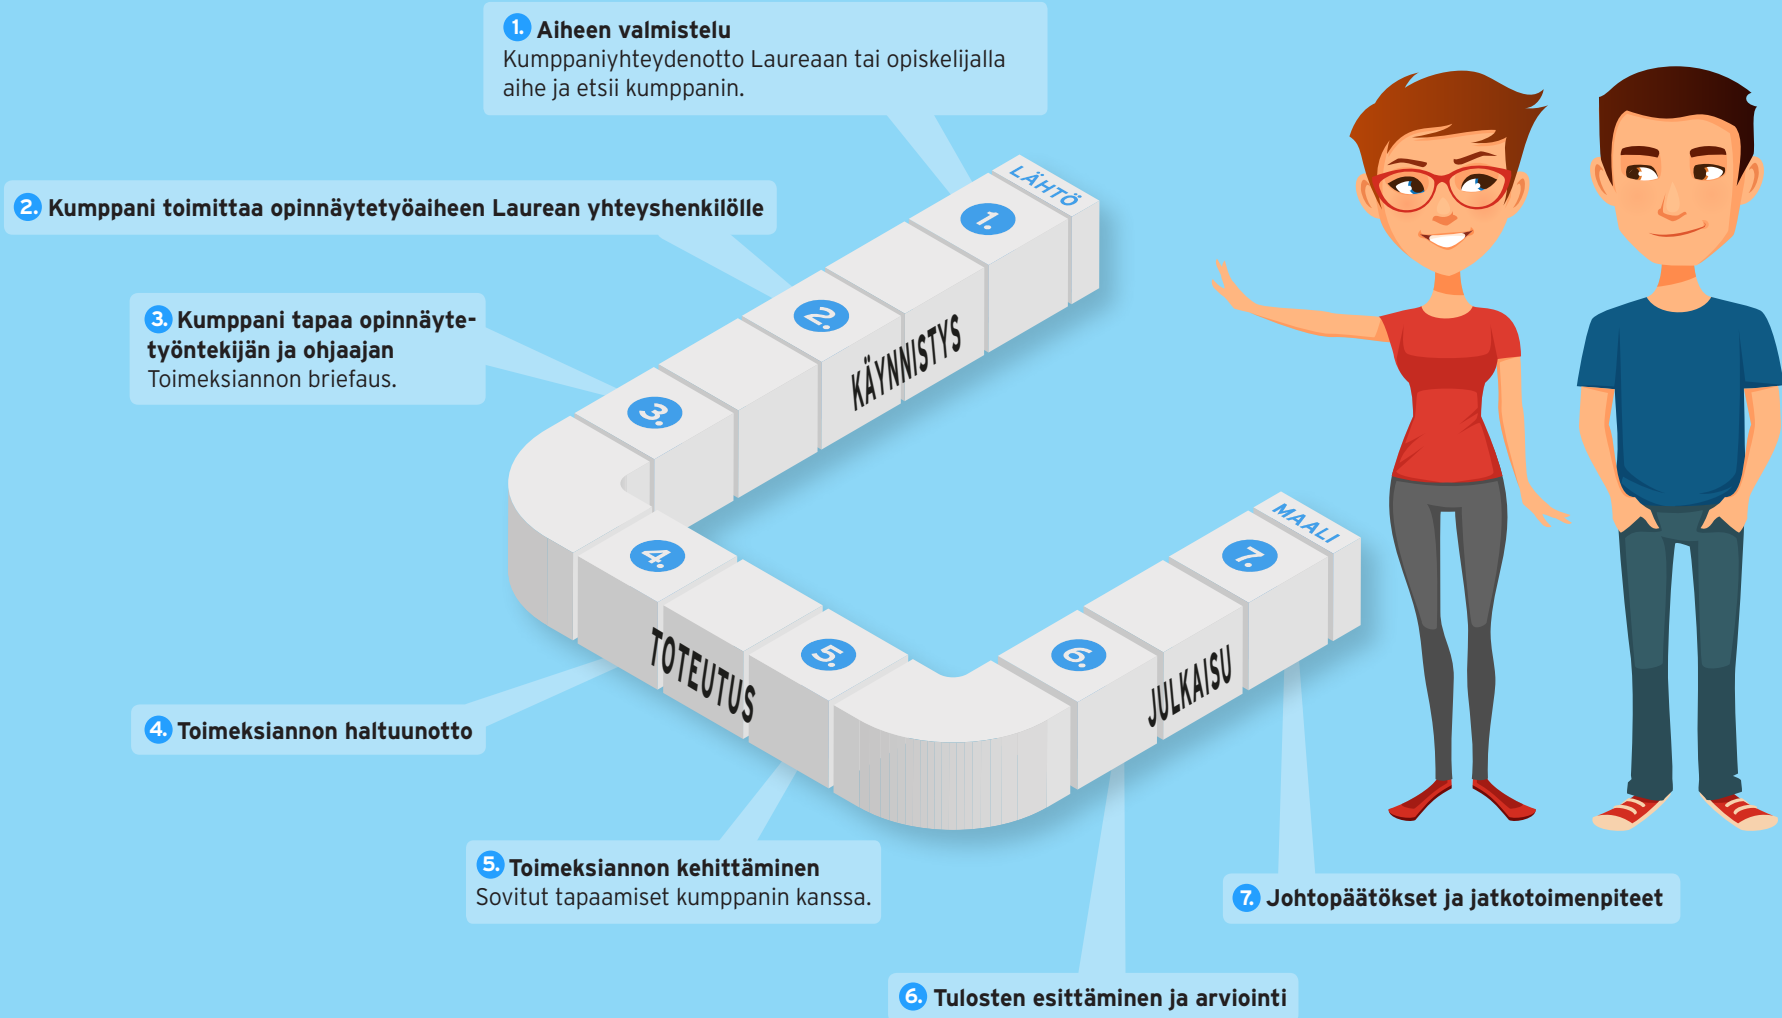 1. Aiheen valmistelu
Kumppaniyhteydenotto Laureaan tai opiskelijalla
aihe ja etsii kumppanin.
2. Kumppani toimittaa opinnäytetyöaiheen Laurean yhteyshenkilölle
3. Kumppani tapaa opinnäyte-
työntekijän ja ohjaajan
Toimeksiannon briefaus.
LÄHTÖ
1.
2.
KÄYNNISTYS
3.
4.
TOTEUTUS
5.
6.
JULKAISU
7.
MAALI
4. Toimeksiannon haltuunotto
5. Toimeksiannon kehittäminen
Sovitut tapaamiset kumppanin kanssa.
7. Johtopäätökset ja jatkotoimenpiteet
6. Tulosten esittäminen ja arviointi